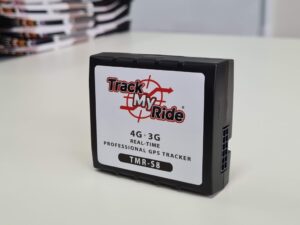 Track
My
Ride®
4G - 3G
REAL-TIME
PROFESSIONAL GPS TRACKER
TMR-S8